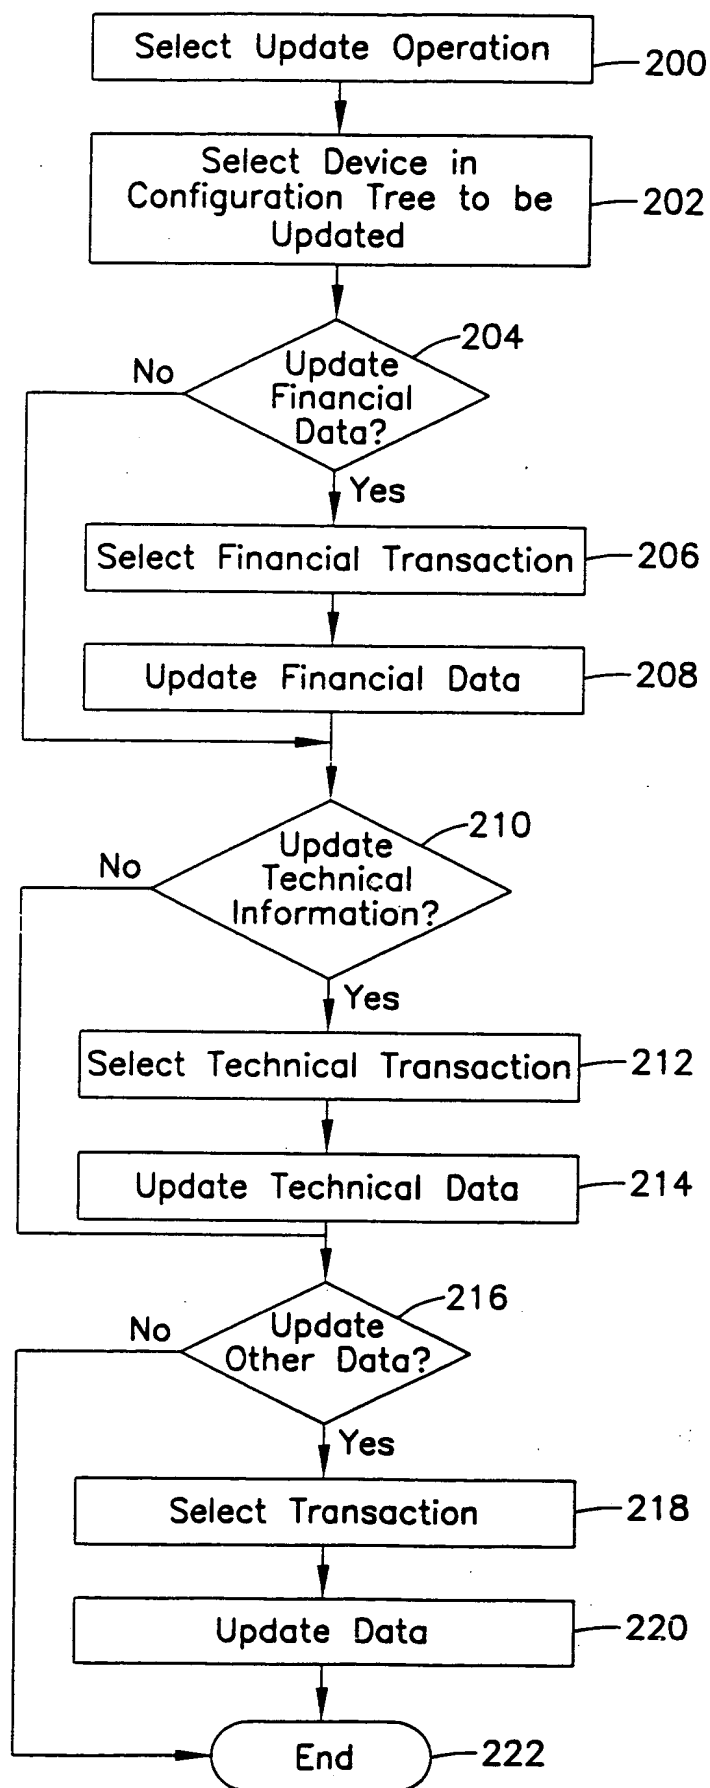 Select Update Operation
200
Select Device in
Configuration Tree to be
Updated
202
204
Update
Financial
Data?
No
Yes
Select Financial Transaction
206
Update Financial Data
208
210
Update
Technical
Information?
No
Yes
Select Technical Transaction
212
Update Technical Data
214
216
Update
Other Data?
No
Yes
Select Transaction
218
Update Data
220
End
222